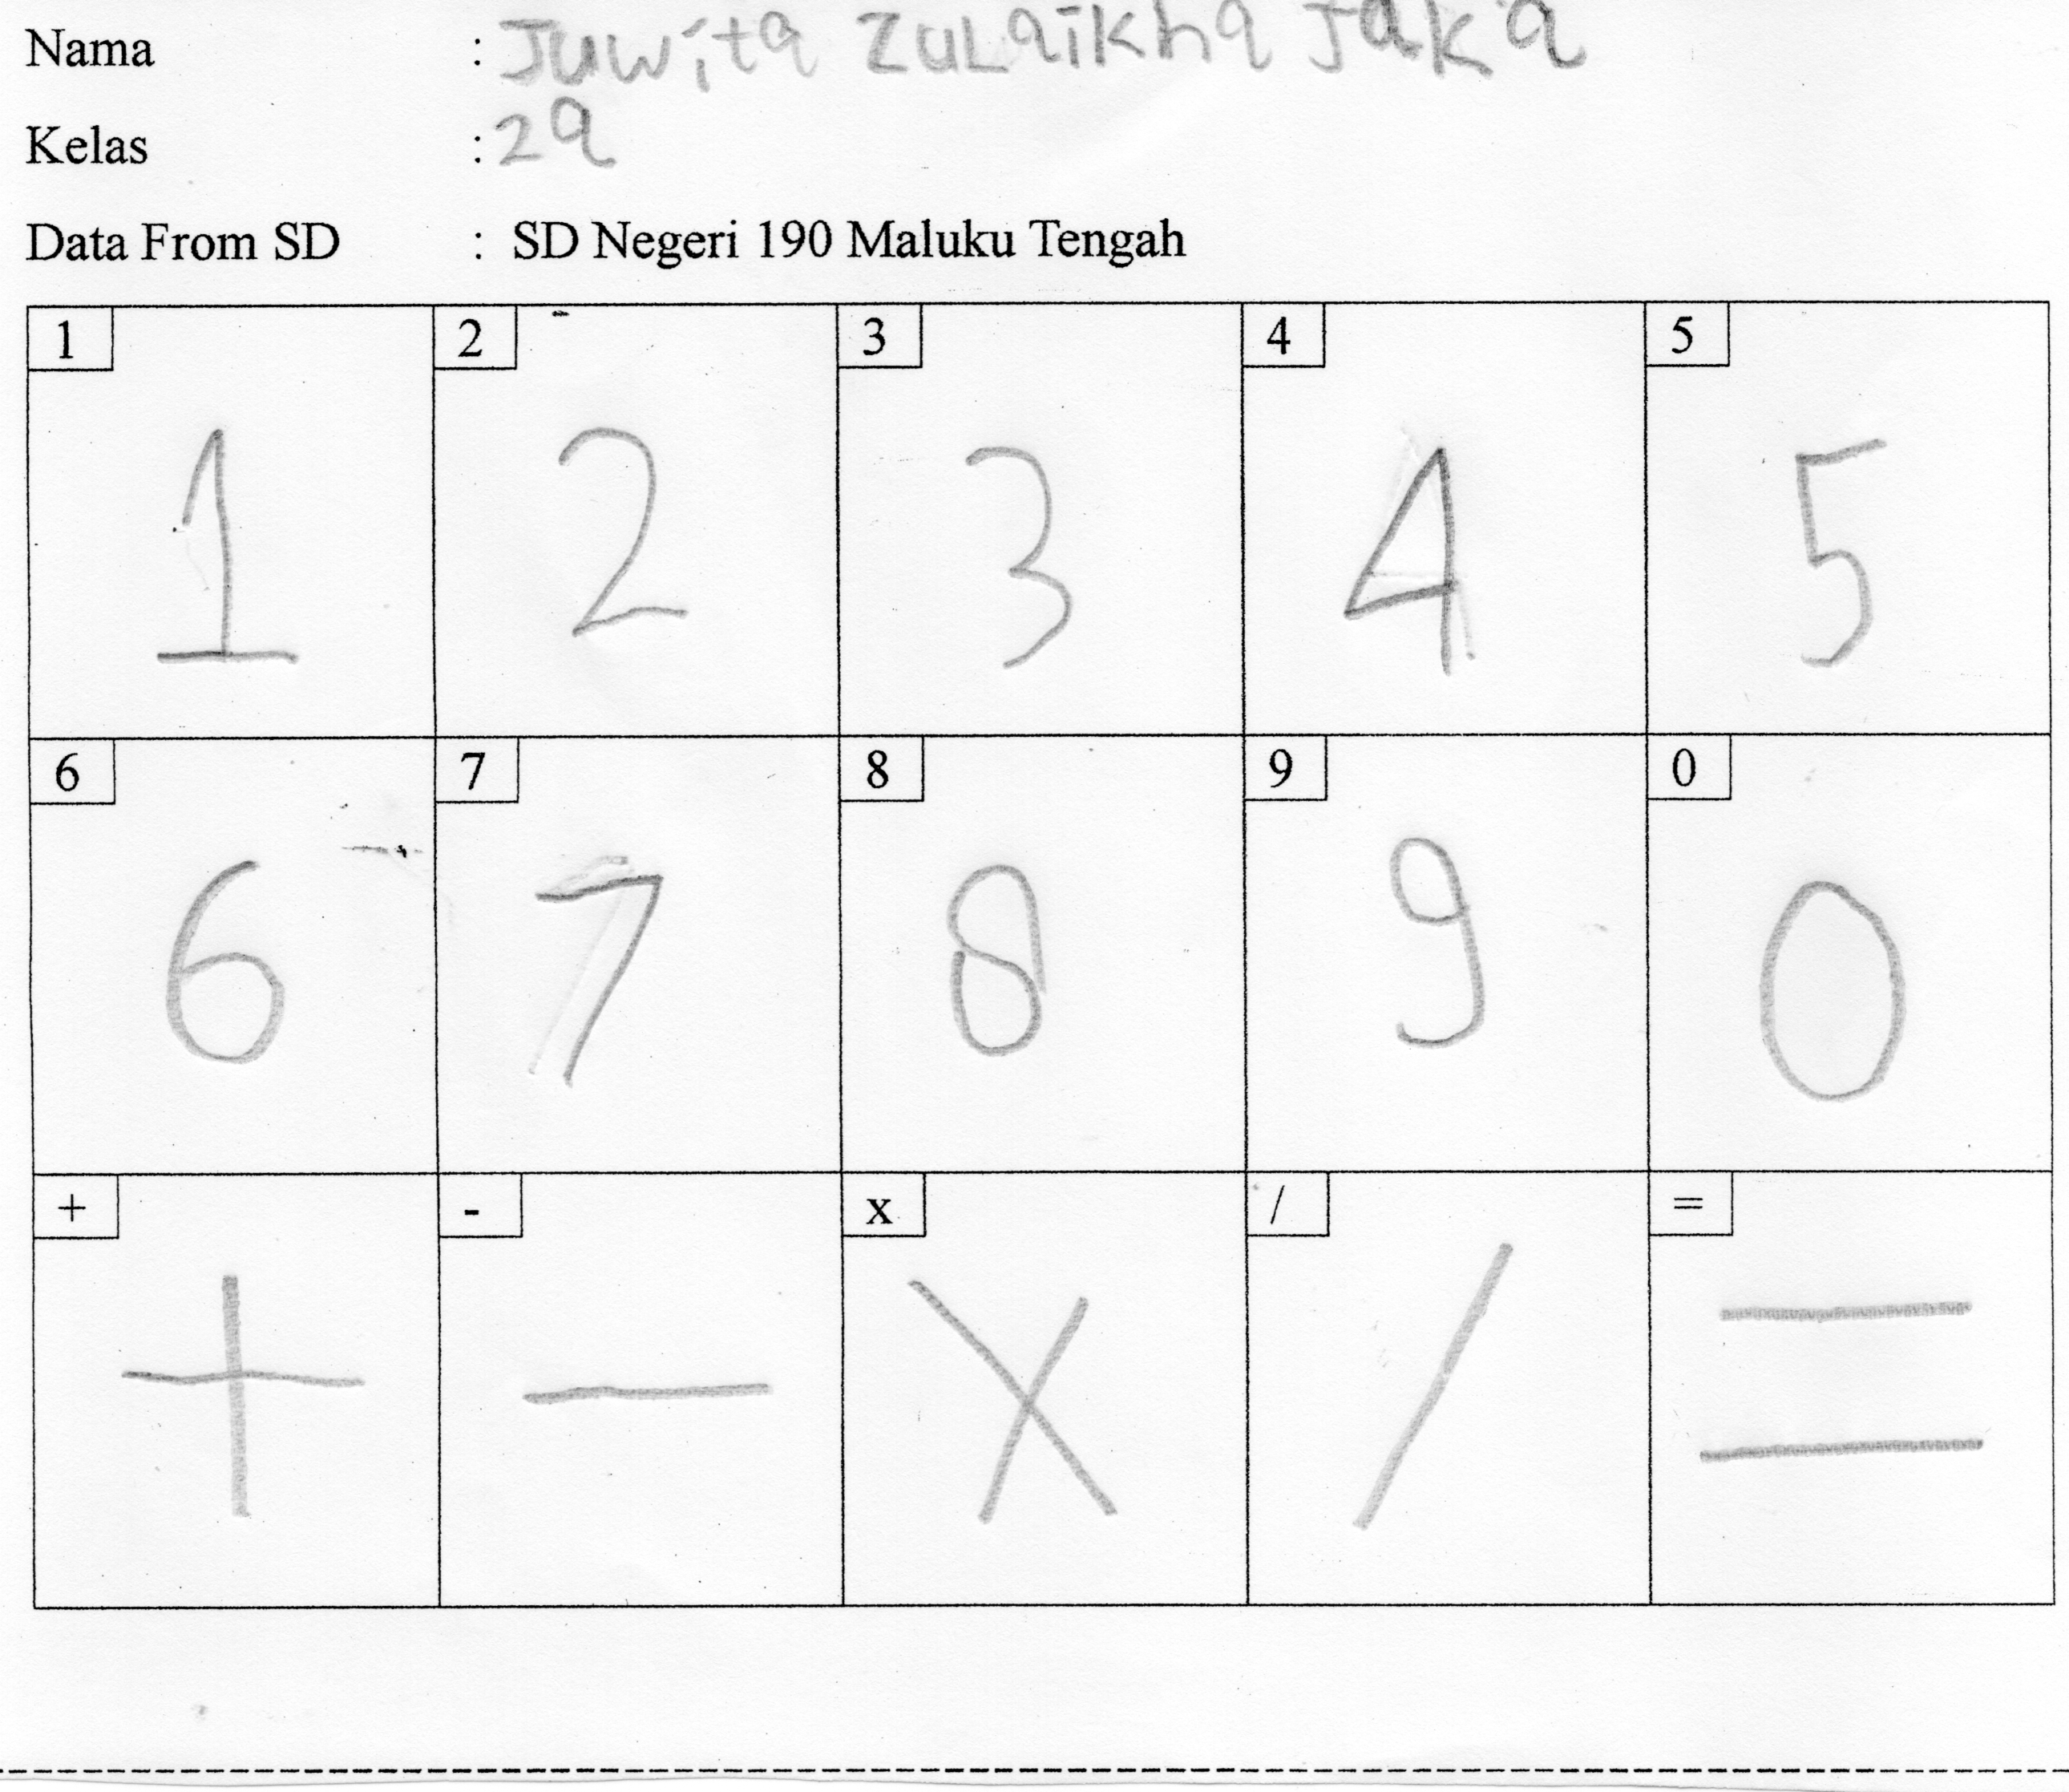 Nama : Juwita Zulaikha Jaka
Kelas : 2a
Data From SD : SD Negeri 190 Maluku Tengah
1 2 3 4 5
1 2 3 4 5
6 7 8 9 0
6 7 8 9 0
+ - x / =
+ - x / =